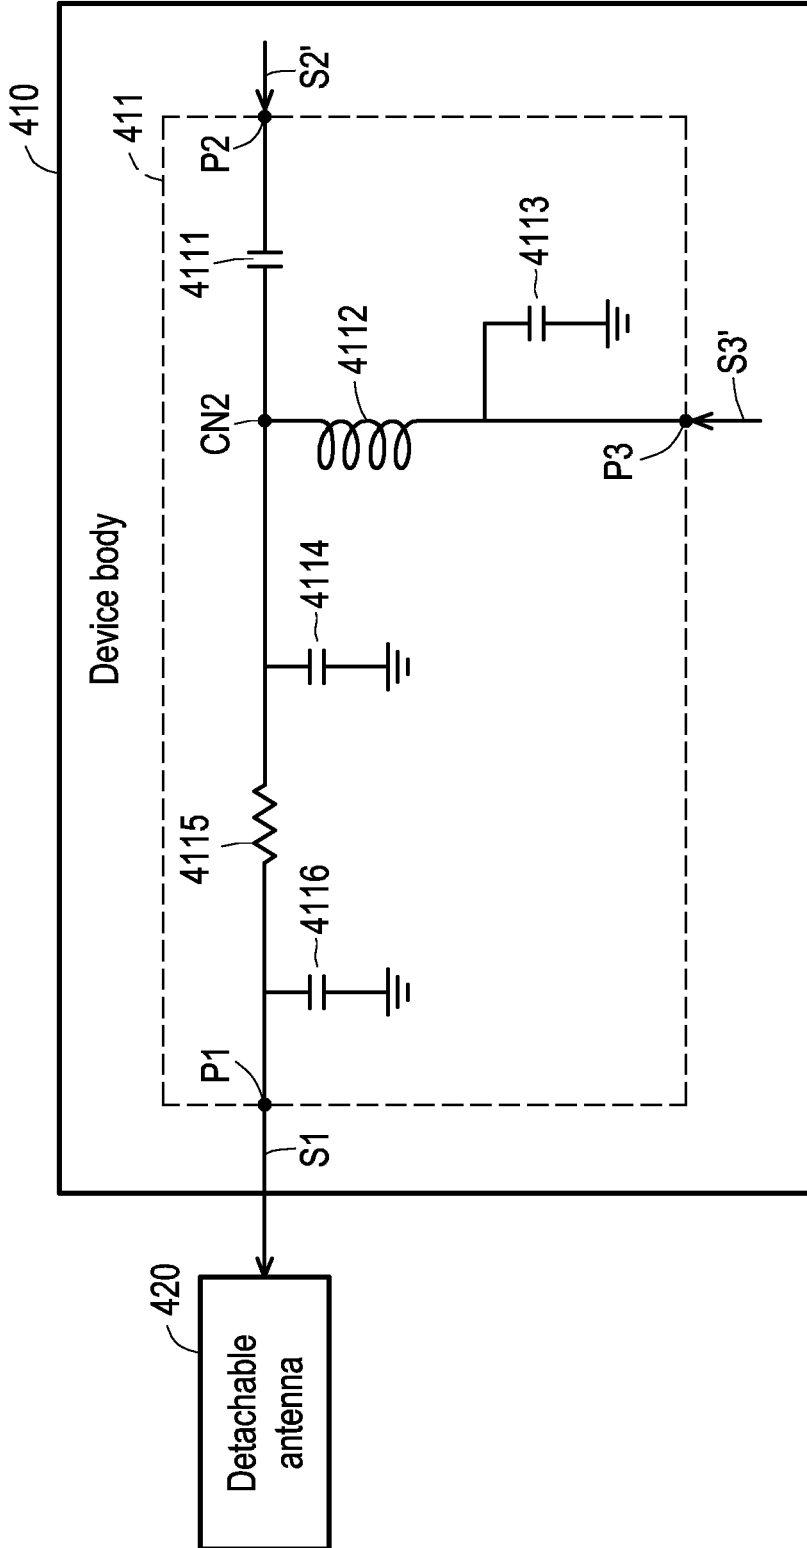 410
Device body
411
4111
P2
S2'
CN2
4112
4113
4114
4115
4116
P1
S1
P3
S3'
420
Detachable
antenna